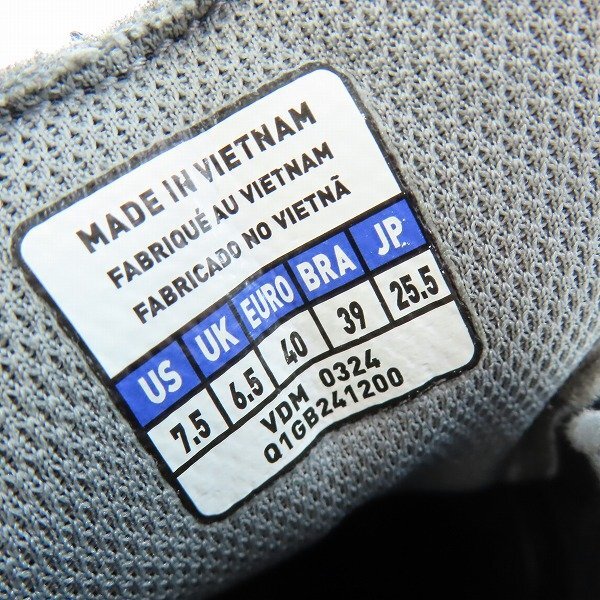 MADE IN VIETNAM
FABRIQUÉ AU VIETNAM
FABRICADO NO VIETNÃ
US UK EURO BRA JP
7.5 6.5 40 39 25.5
VDM 0324
Q1GB241200